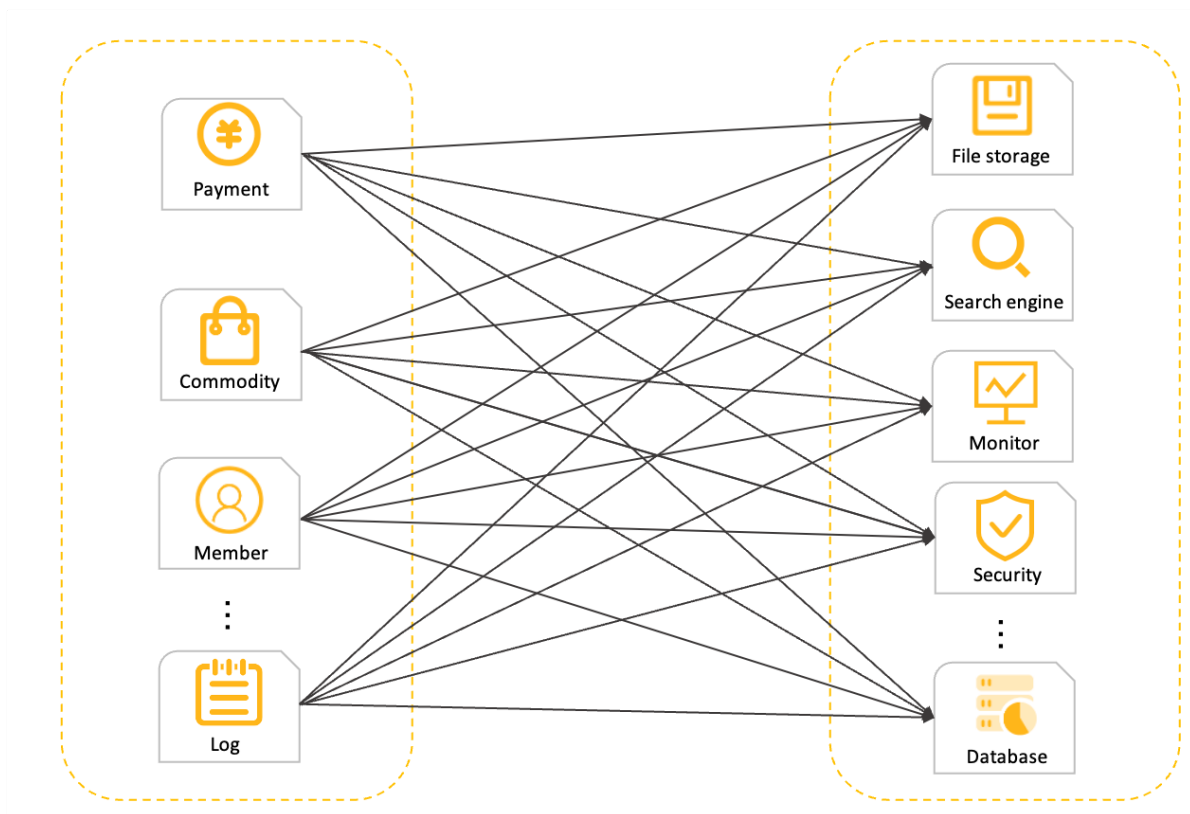 Payment
Commodity
Member
⋮
Log
File storage
Search engine
Monitor
Security
⋮
Database